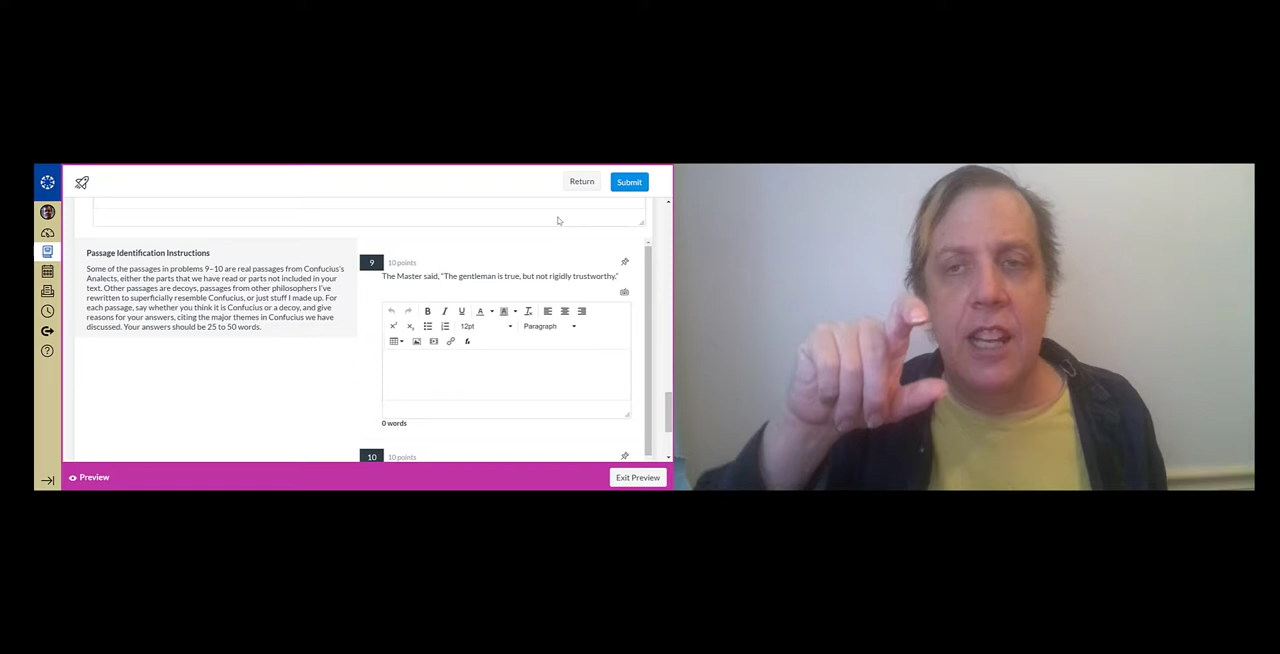 Return
Submit
Passage Identification Instructions
Some of the passages in problems 9–10 are real passages from Confucius's
Analects, either the parts that we have read or parts not included in your
text. Other passages are decoys, passages from other philosophers I've
rewritten to superficially resemble Confucius, or just stuff I made up. For
each passage, say whether you think it is Confucius or a decoy, and give
reasons for your answers, citing the major themes in Confucius we have
discussed. Your answers should be 25 to 50 words.
9
10 points
The Master said, "The gentleman is true, but not rigidly trustworthy."
12pt
Paragraph
0 words
10
10 points
Preview
Exit Preview